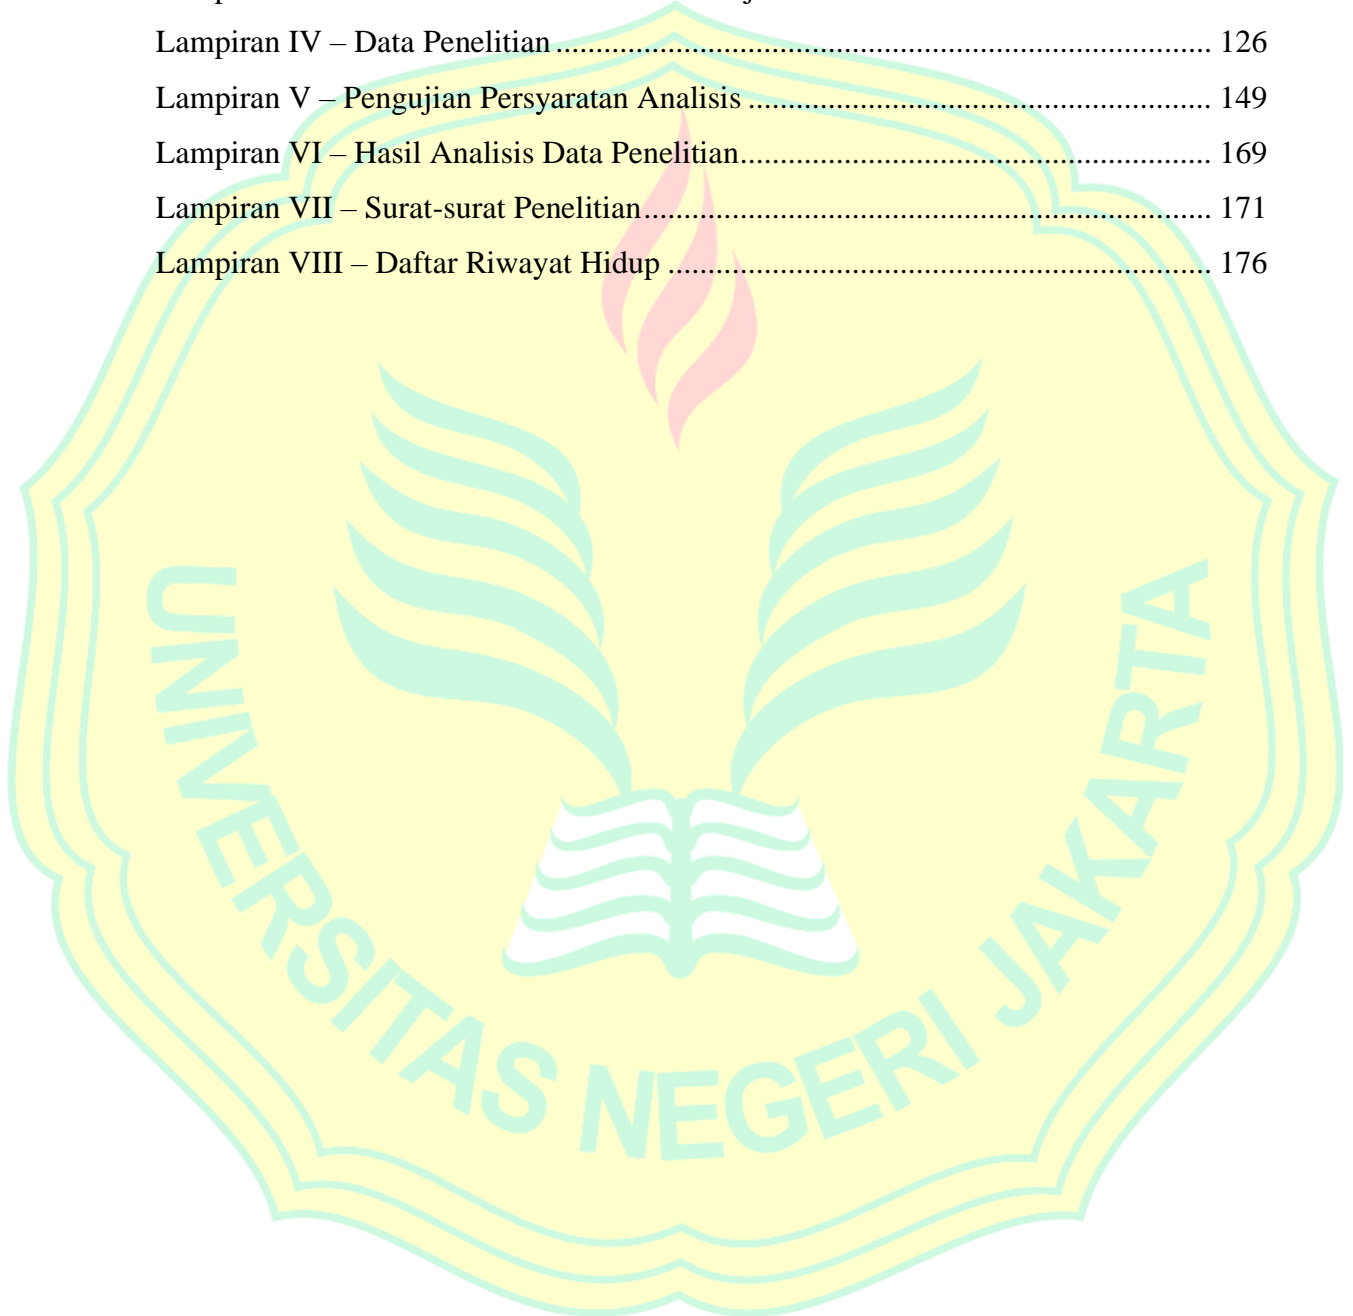 Lampiran IV – Data Penelitian .................................................................................. 126
Lampiran V – Pengujian Persyaratan Analisis .......................................................... 149
Lampiran VI – Hasil Analisis Data Penelitian........................................................... 169
Lampiran VII – Surat-surat Penelitian....................................................................... 171
Lampiran VIII – Daftar Riwayat Hidup .................................................................... 176
UNIVERSITAS NEGERI JAKARTA